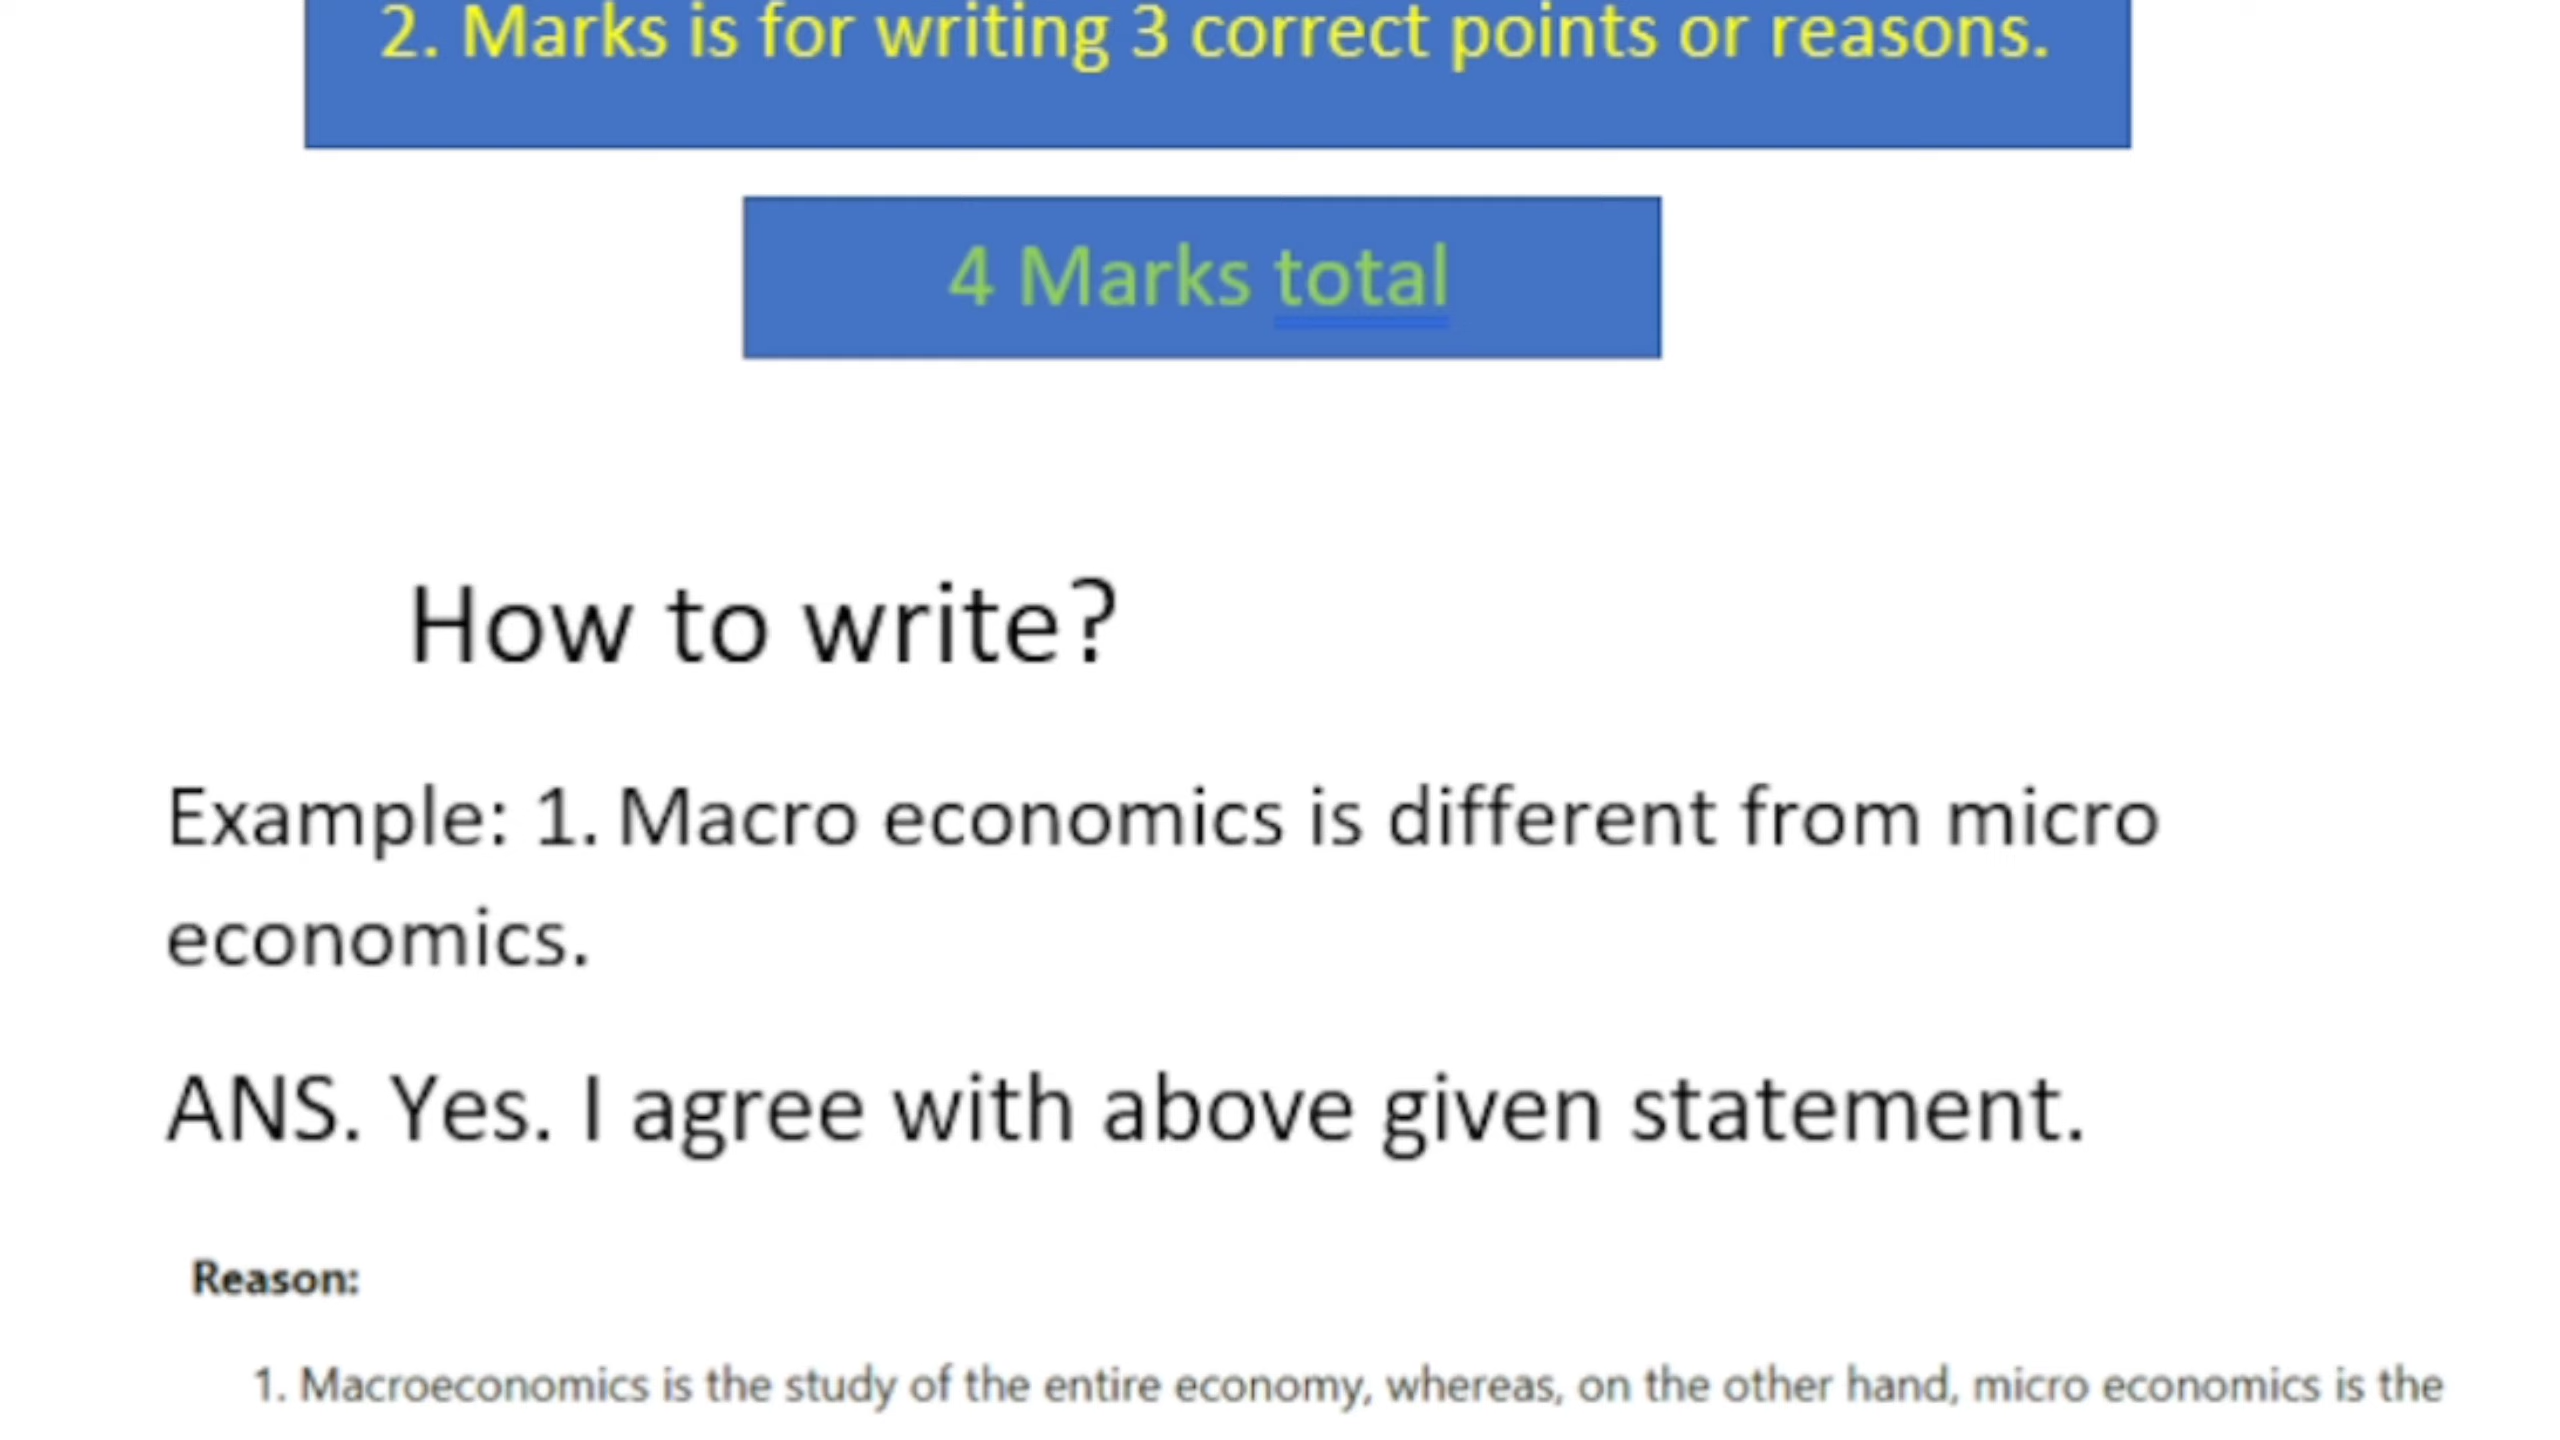 2. Marks is for writing 3 correct points or reasons.
4 Marks total
How to write?
Example: 1. Macro economics is different from micro
economics.
ANS. Yes. I agree with above given statement.
Reason:
1. Macroeconomics is the study of the entire economy, whereas, on the other hand, micro economics is the